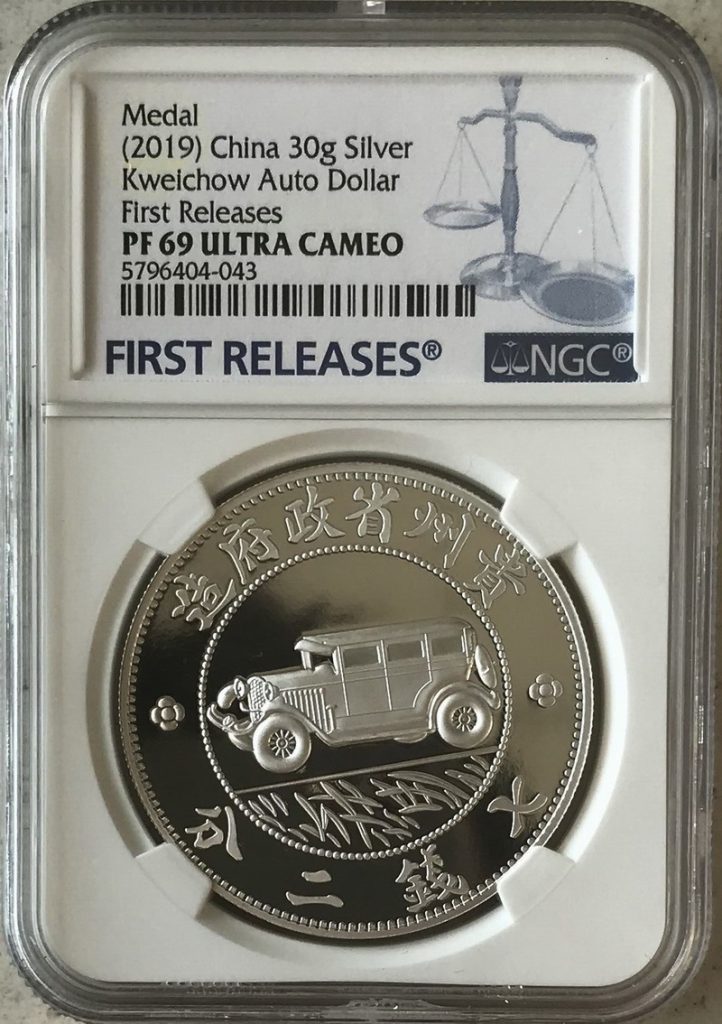 Medal
(2019) China 30g Silver
Kweichow Auto Dollar
First Releases
PF 69 ULTRA CAMEO
5796404-043
FIRST RELEASES®
NGC®
貴州省政府造
七錢二分